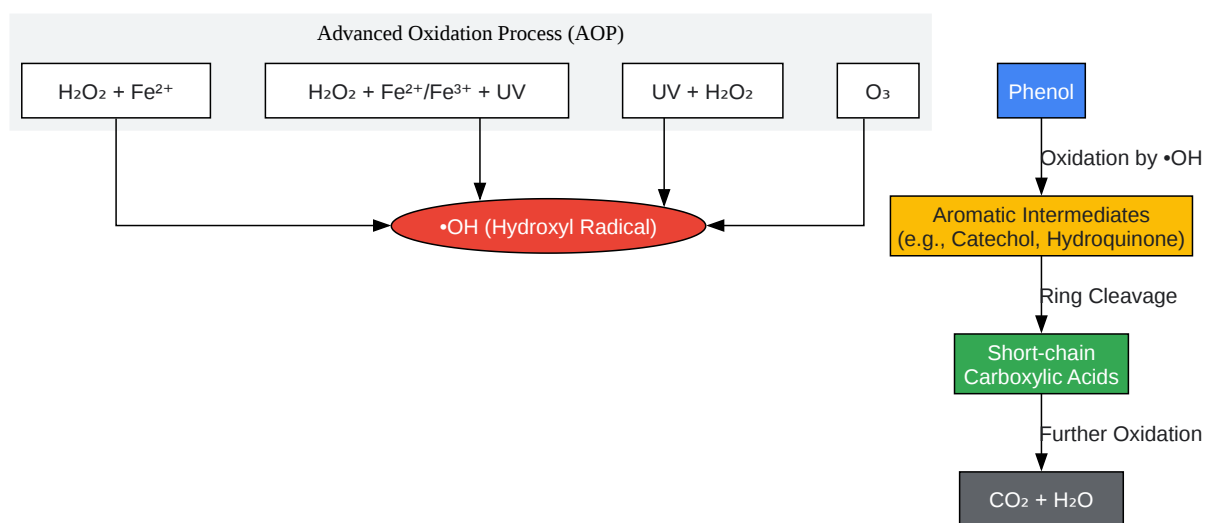 Advanced Oxidation Process (AOP)
H₂O₂ + Fe²⁺
H₂O₂ + Fe²⁺/Fe³⁺ + UV
UV + H₂O₂
O₃
•OH (Hydroxyl Radical)
Phenol
Oxidation by •OH
Aromatic Intermediates
(e.g., Catechol, Hydroquinone)
Ring Cleavage
Short-chain
Carboxylic Acids
Further Oxidation
CO₂ + H₂O